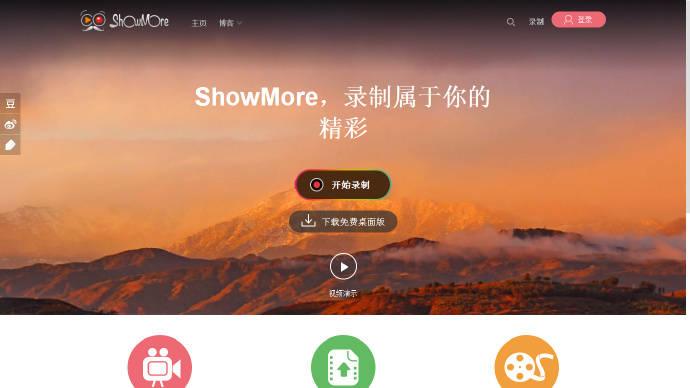 ShowMore
主页
博客
录制
登录
豆
ShowMore，录制属于你的
精彩
开始录制
下载免费桌面版
视频演示